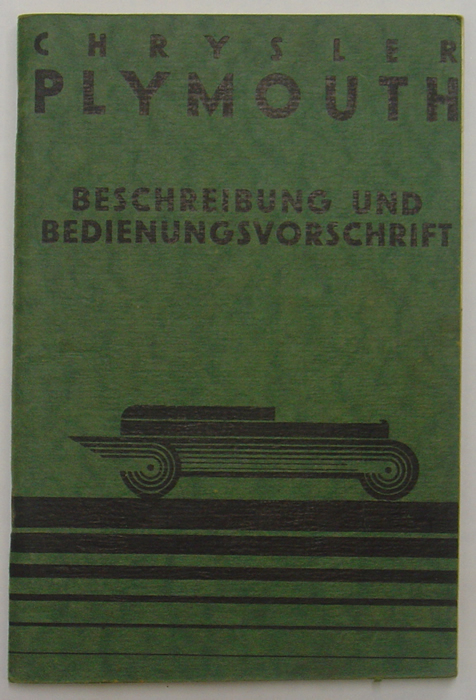 CHRYSLER
PLYMOUTH
BESCHREIBUNG UND
BEDIENUNGSVORSCHRIFT